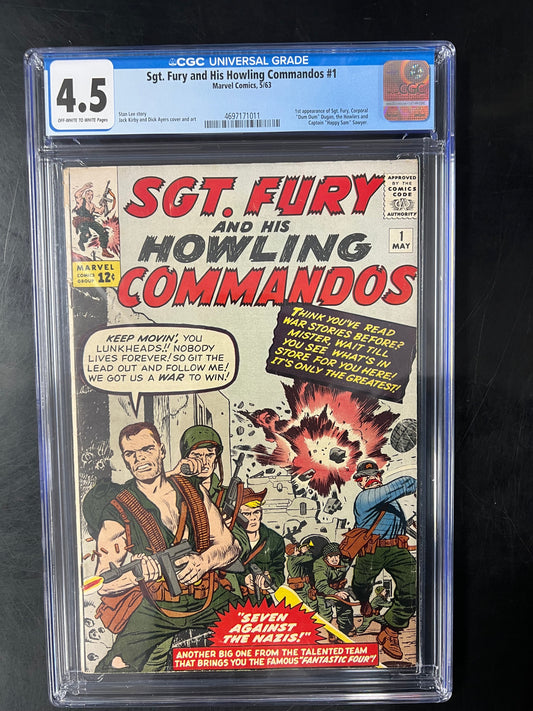 CGC UNIVERSAL GRADE
4.5
OFF-WHITE TO WHITE Pages
Sgt. Fury and His Howling Commandos #1
Marvel Comics, 5/63
Stan Lee story
Jack Kirby and Dick Ayers cover and art
4697171011
1st appearance of Sgt. Fury, Corporal
"Dum Dum" Dugan, the Howlers and
Captain "Happy Sam" Sawyer.
CGC
SGT. FURY
AND HIS
HOWLING
COMMANDOS
APPROVED
BY THE
COMICS
CODE
AUTHORITY
1
MAY
MARVEL
COMICS
GROUP
12¢
KEEP MOVIN', YOU
LUNKHEADS!! NOBODY
LIVES FOREVER! SO GIT THE
LEAD OUT AND FOLLOW ME!
WE GOT US A WAR TO WIN!
THINK YOU'VE READ
WAR STORIES BEFORE?
MISTER, WAIT TILL
YOU SEE WHAT'S IN
STORE FOR YOU HERE!
IT'S ONLY THE GREATEST!
"SEVEN
AGAINST
THE NAZIS!"
ANOTHER BIG ONE FROM THE TALENTED TEAM
THAT BRINGS YOU THE FAMOUS "FANTASTIC FOUR"!